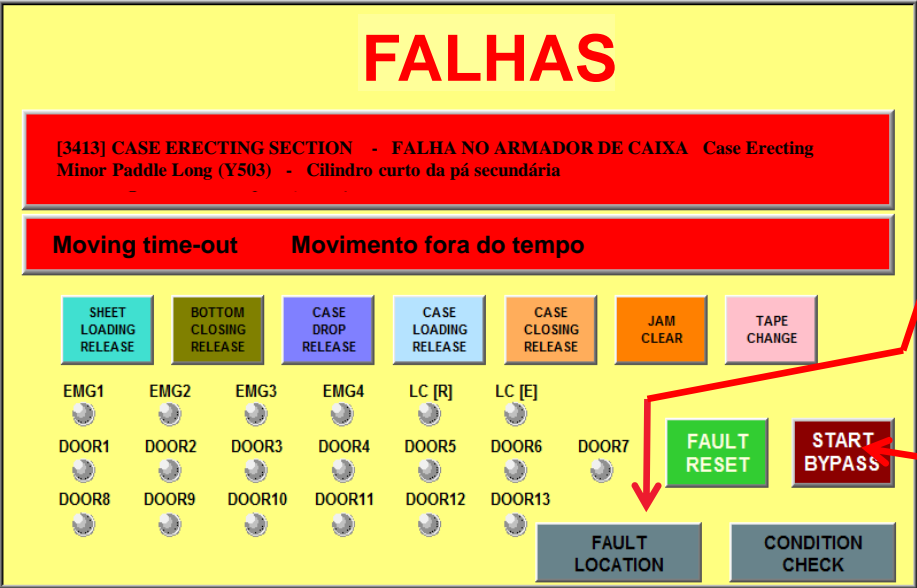 FALHAS
[3413] CASE ERECTING SECTION - FALHA NO ARMADOR DE CAIXA Case Erecting
Minor Paddle Long (Y503) - Cilindro curto da pá secundária
Moving time-out Movimento fora do tempo
SHEET LOADING RELEASE
BOTTOM CLOSING RELEASE
CASE DROP RELEASE
CASE LOADING RELEASE
CASE CLOSING RELEASE
JAM CLEAR
TAPE CHANGE
EMG1 EMG2 EMG3 EMG4 LC [R] LC [E]
DOOR1 DOOR2 DOOR3 DOOR4 DOOR5 DOOR6 DOOR7
FAULT RESET
START BYPASS
DOOR8 DOOR9 DOOR10 DOOR11 DOOR12 DOOR13
FAULT LOCATION
CONDITION CHECK